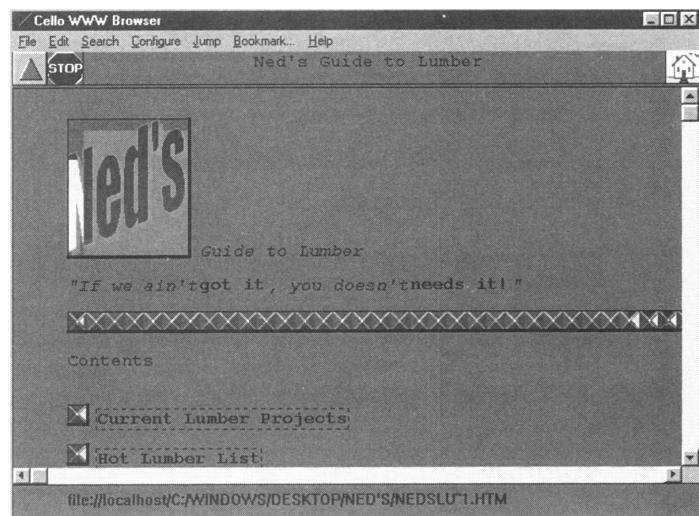 Cello WWW Browser
File Edit Search Configure Jump Bookmark... Help
STOP Ned's Guide to Lumber
Ned's
Guide to Lumber
"If we ain'tgot it, you doesn'tneeds it!"
Contents
Current Lumber Projects
Hot Lumber List
file://localhost/C:/WINDOWS/DESKTOP/NED'S/NEDSLU~1.HTM